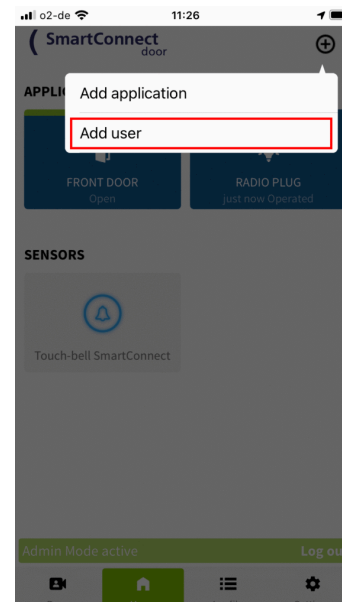 o2-de 11:26
( SmartConnect
door
APPLI
Add application
Add user
FRONT DOOR
Open
RADIO PLUG
just now Operated
SENSORS
Touch-bell SmartConnect
Admin Mode active Log ou